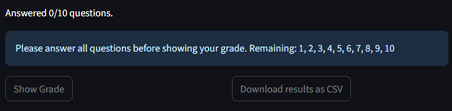 Answered 0/10 questions.
Please answer all questions before showing your grade. Remaining: 1, 2, 3, 4, 5, 6, 7, 8, 9, 10
Show Grade
Download results as CSV